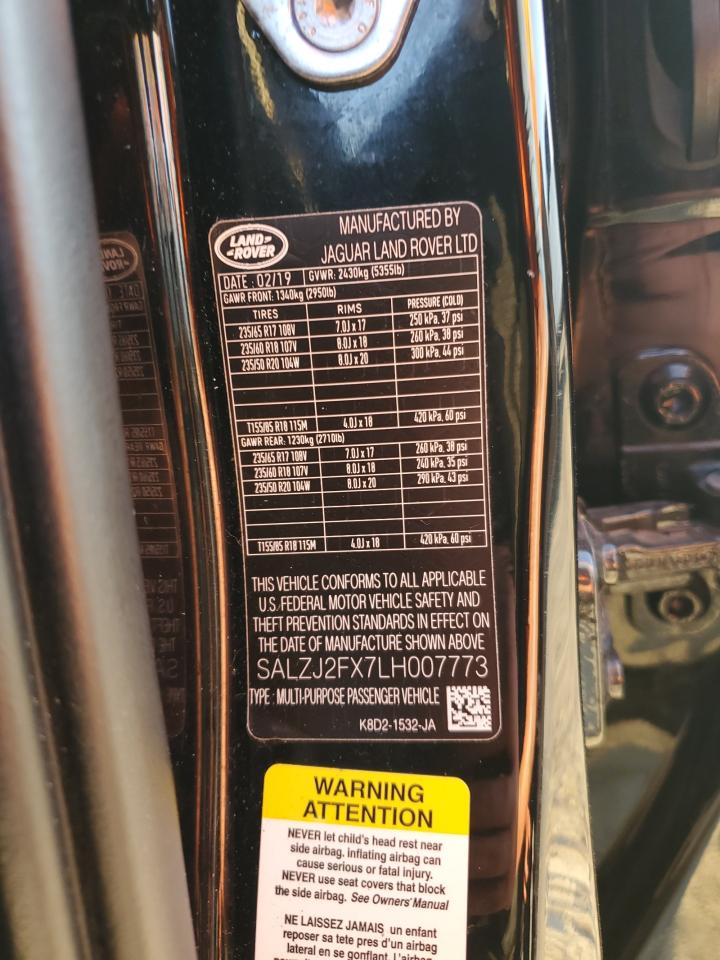 MANUFACTURED BY
LAND ROVER
JAGUAR LAND ROVER LTD
DATE : 02/19 GVWR: 2430kg (5355lb)
GAWR FRONT: 1340kg (2950lb)
TIRES RIMS PRESSURE (COLD)
235/65 R17 108V 7.0J x 17 250 kPa, 37 psi
235/60 R18 107V 8.0J x 18 260 kPa, 38 psi
235/50 R20 104W 8.0J x 20 300 kPa, 44 psi
T155/85 R18 115M 4.0J x 18 420 kPa, 60 psi
GAWR REAR: 1230kg (2710lb)
235/65 R17 108V 7.0J x 17 260 kPa, 38 psi
235/60 R18 107V 8.0J x 18 240 kPa, 35 psi
235/50 R20 104W 8.0J x 20 290 kPa, 43 psi
T155/85 R18 115M 4.0J x 18 420 kPa, 60 psi
THIS VEHICLE CONFORMS TO ALL APPLICABLE
U.S. FEDERAL MOTOR VEHICLE SAFETY AND
THEFT PREVENTION STANDARDS IN EFFECT ON
THE DATE OF MANUFACTURE SHOWN ABOVE
SALZJ2FX7LH007773
TYPE : MULTI-PURPOSE PASSENGER VEHICLE
K8D2-1532-JA
WARNING
ATTENTION
NEVER let child's head rest near
side airbag, inflating airbag can
cause serious or fatal injury.
NEVER use seat covers that block
the side airbag. See Owners' Manual
NE LAISSEZ JAMAIS un enfant
reposer sa tete pres d'un airbag
lateral en se gonflant. L'airbag